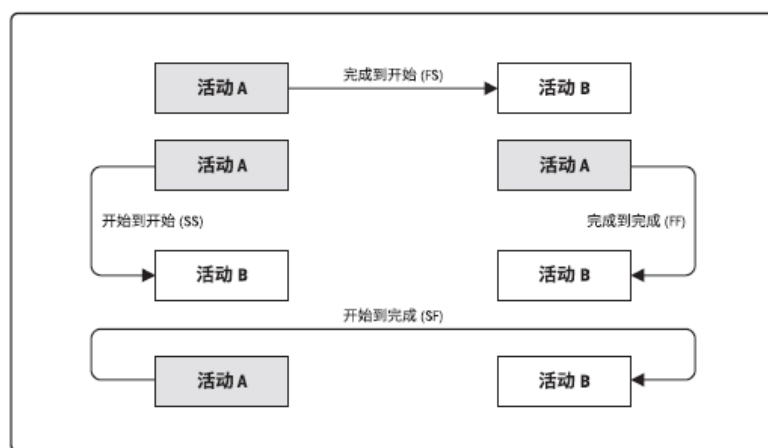 完成到开始 (FS)
活动 A
活动 B
活动 A
活动 A
开始到开始 (SS)
完成到完成 (FF)
活动 B
活动 B
开始到完成 (SF)
活动 A
活动 B